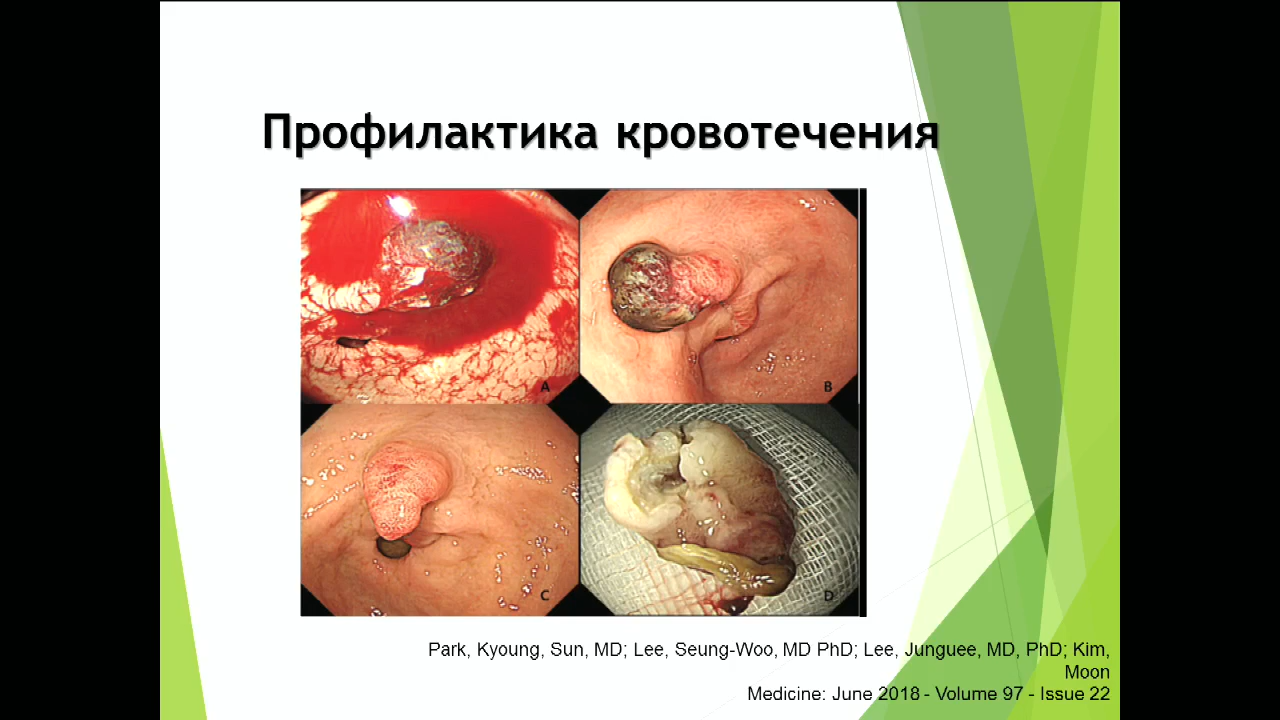 Профилактика кровотечения
A
B
C
D
Park, Kyoung, Sun, MD; Lee, Seung-Woo, MD PhD; Lee, Junguee, MD, PhD; Kim,
Moon
Medicine: June 2018 - Volume 97 - Issue 22